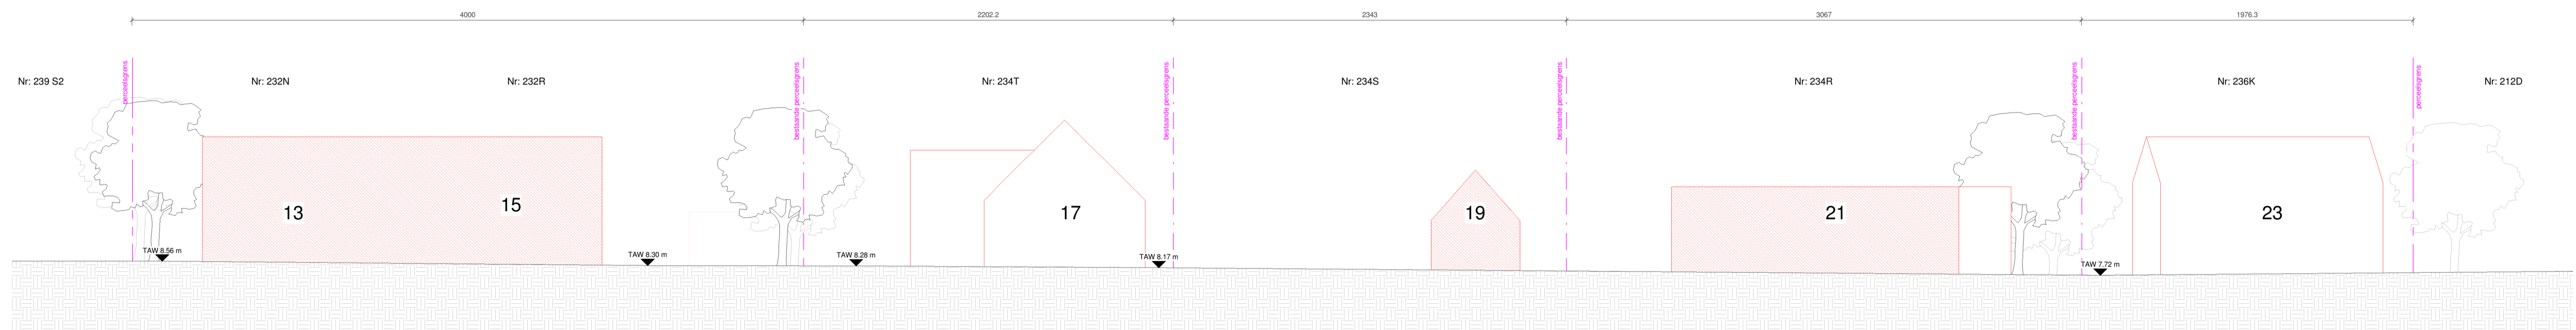 4000
2202.2
2343
3067
1976.3
perceelsgrens
bestaande perceelsgrens
bestaande perceelsgrens
bestaande perceelsgrens
bestaande perceelsgrens
perceelsgrens
Nr: 239 S2
Nr: 232N
Nr: 232R
Nr: 234T
Nr: 234S
Nr: 234R
Nr: 236K
Nr: 212D
13
15
17
19
21
23
TAW 8.56 m
TAW 8.30 m
TAW 8.28 m
TAW 8.17 m
TAW 7.72 m